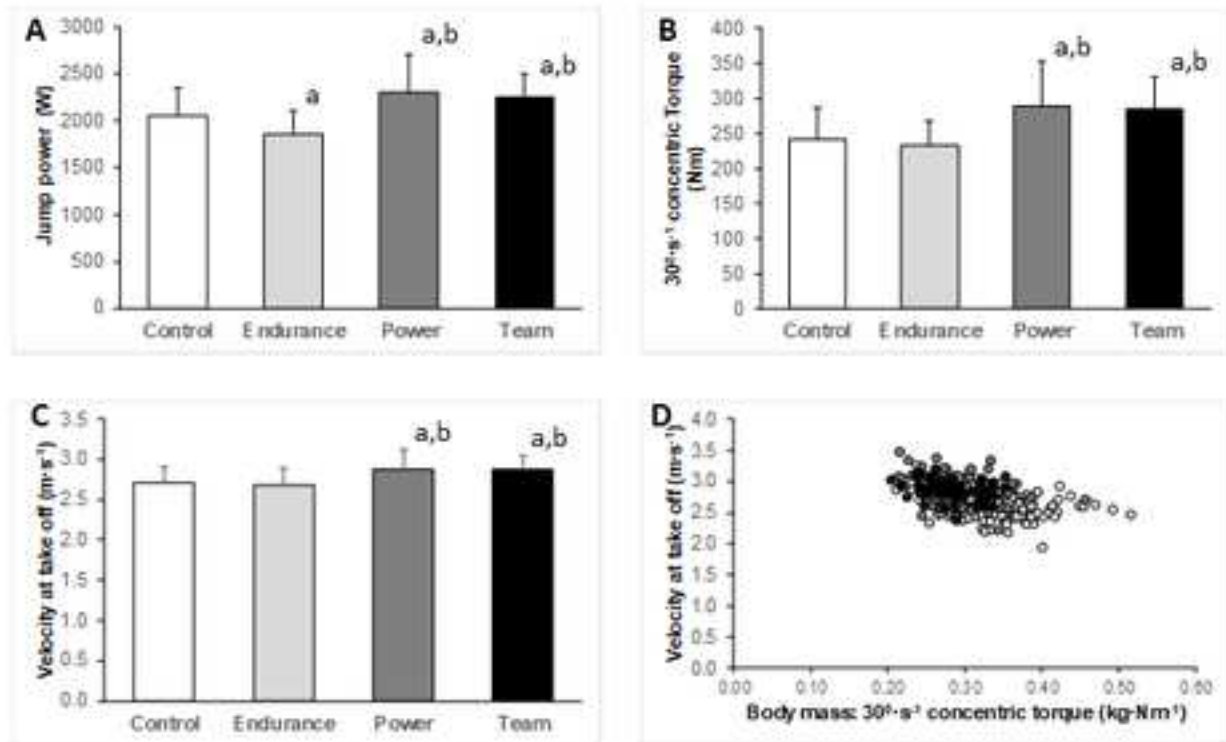 A
Jump power (W)
3000
2500
2000
1500
1000
500
0
a
a,b
a,b
Control Endurance Power Team
B
30º·s⁻¹ concentric Torque
(Nm)
400
350
300
250
200
150
100
50
0
a,b
a,b
Control Endurance Power Team
C
Velocity at take off (m·s⁻¹)
3.5
3.0
2.5
2.0
1.5
1.0
0.5
0.0
a,b
a,b
Control Endurance Power Team
D
Velocity at take off (m·s⁻¹)
4.0
3.5
3.0
2.5
2.0
1.5
1.0
0.5
0.0
0.00 0.10 0.20 0.30 0.40 0.50 0.60
Body mass: 30º·s⁻¹ concentric torque (kg·Nm⁻¹)